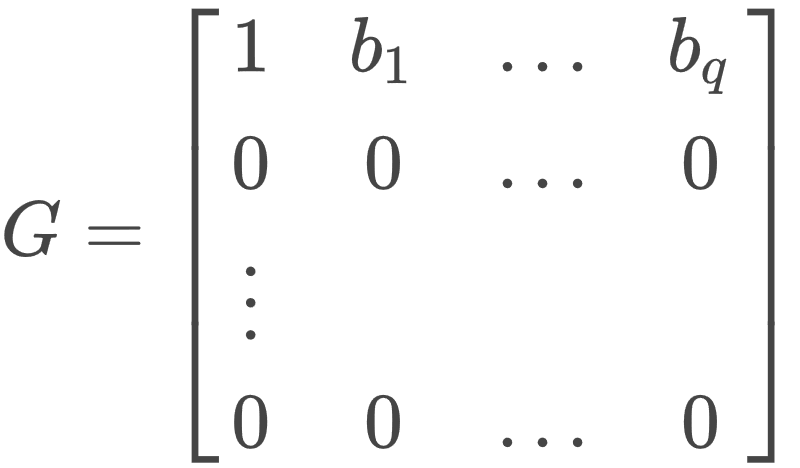 1 b₁ … b_q
0 0 … 0
G =
⋮
0 0 … 0